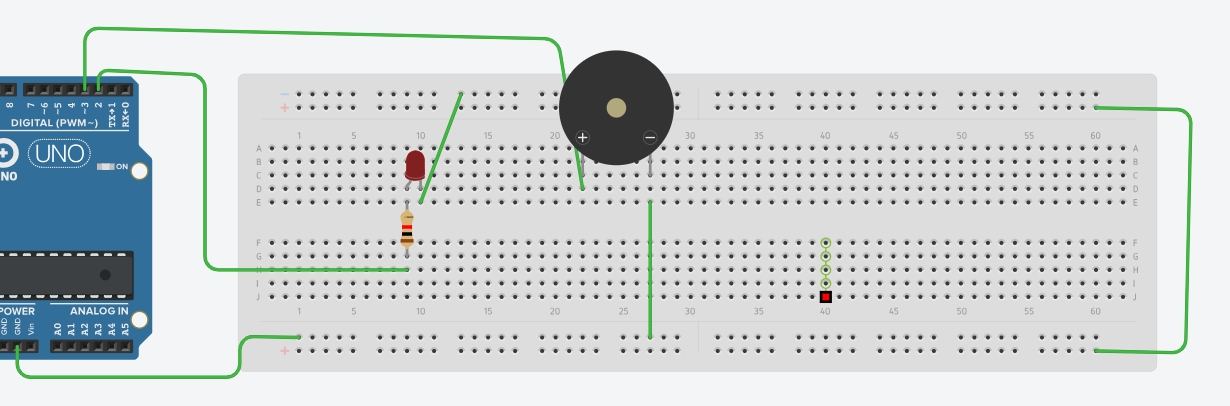 8 7 ~6 ~5 4 ~3 2 TX→1 RX←0
DIGITAL (PWM~)
UNO
ON
NO
POWER
ANALOG IN
GND GND Vin A0 A1 A2 A3 A4 A5
- +
1 5 10 15 20 25 30 35 40 45 50 55 60
+ -
A A
B B
C C
D D
E E
F F
G G
H H
I I
J J
1 5 10 15 20 25 30 35 40 45 50 55 60
+